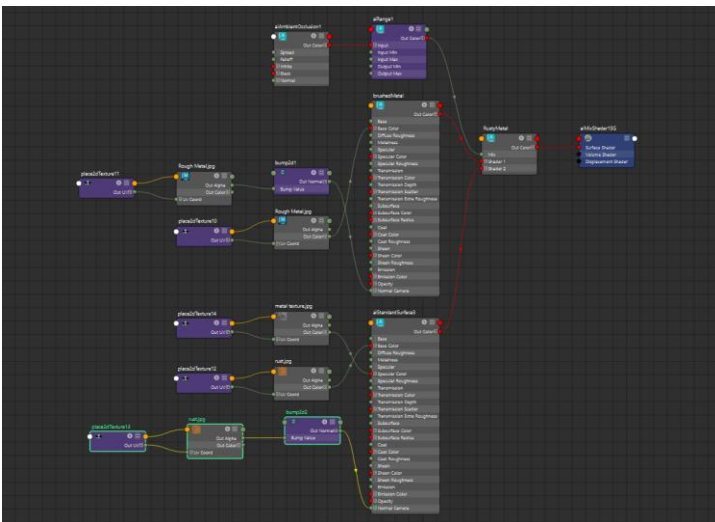 aiAmbientOcclusion1
Out Color
Spread
Falloff
Black
Normal
aiRange1
Out Color
Input
Input Min
Input Max
Output Min
Output Max
brushedMetal
Out Color
Base
Base Color
Diffuse Roughness
Metalness
Specular
Specular Color
Specular Roughness
Transmission
Transmission Color
Transmission Depth
Transmission Scatter
Transmission Extra Roughness
Subsurface
Subsurface Color
Subsurface Radius
Coat
Coat Color
Coat Roughness
Sheen
Sheen Color
Sheen Roughness
Emission
Emission Color
Opacity
Normal Camera
RustyMetal
Out Color
Mix
Shader 1
Shader 2
aiMixShader1SG
Surface Shader
Volume Shader
Displacement Shader
place2dTexture11
Out UV
Rough Metal.jpg
Out Alpha
Out Color
Uv Coord
bump2d1
Out Normal
Bump Value
place2dTexture10
Out UV
Rough Metal.jpg
Out Alpha
Out Color
Uv Coord
place2dTexture14
Out UV
metal texture.jpg
Out Alpha
Out Color
Uv Coord
place2dTexture12
Out UV
rust.jpg
Out Alpha
Out Color
Uv Coord
place2dTexture13
Out UV
rust.jpg
Out Alpha
Out Color
Uv Coord
bump2d2
Out Normal
Bump Value
aiStandardSurface3
Out Color
Base
Base Color
Diffuse Roughness
Metalness
Specular
Specular Color
Specular Roughness
Transmission
Transmission Color
Transmission Depth
Transmission Scatter
Transmission Extra Roughness
Subsurface
Subsurface Color
Subsurface Radius
Coat
Coat Color
Coat Roughness
Sheen
Sheen Color
Sheen Roughness
Emission
Emission Color
Opacity
Normal Camera